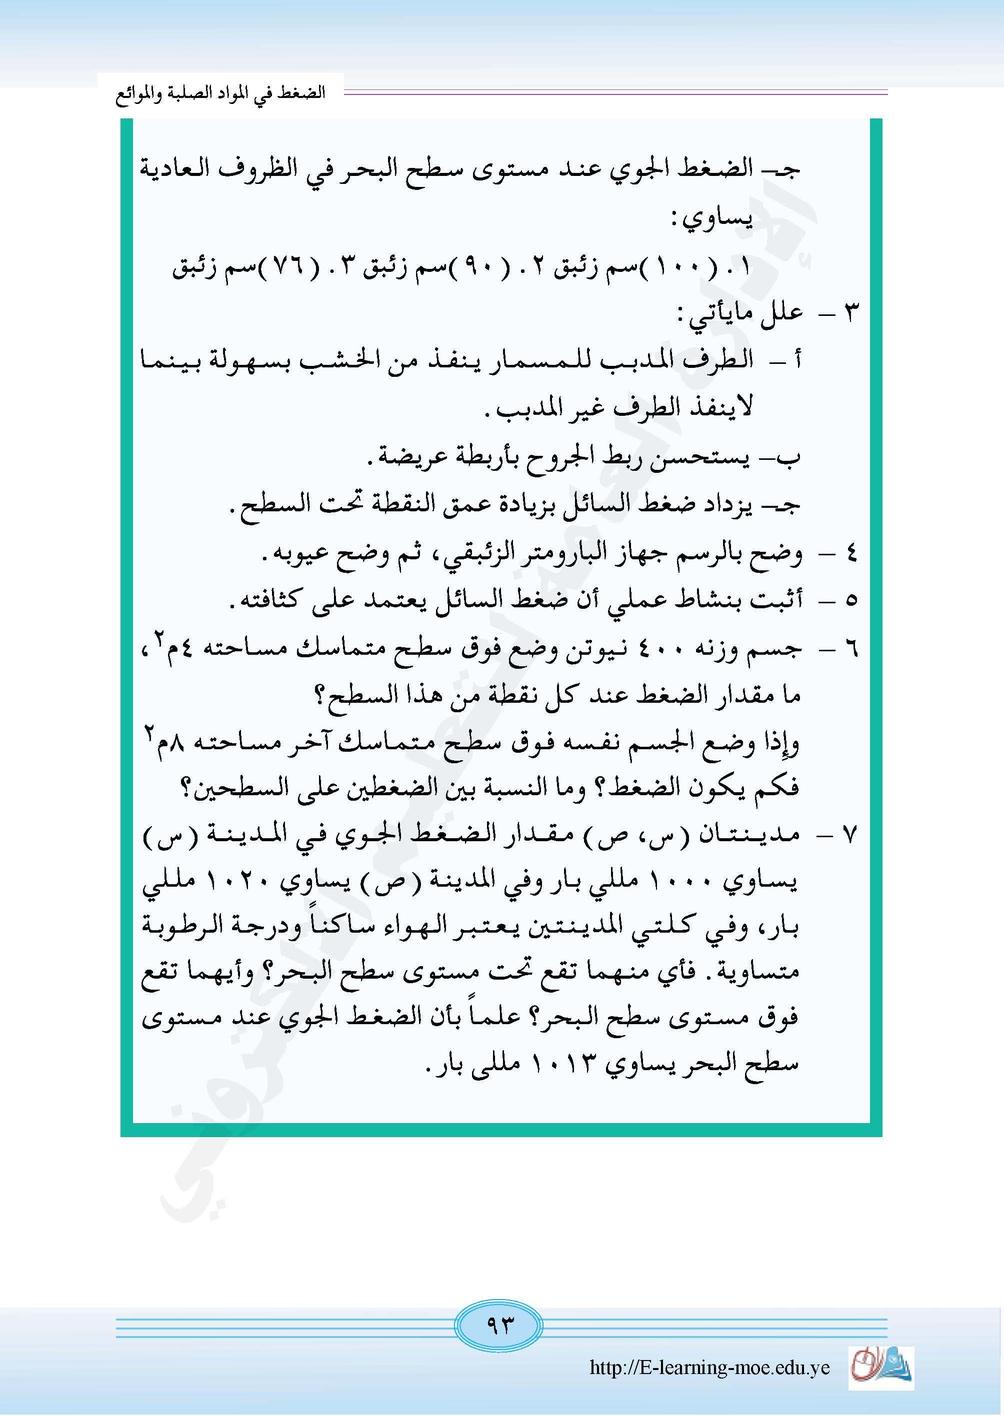 الضغط في المواد الصلبة والموائع
جـ – الضغط الجوي عند مستوى سطح البحر في الظروف العادية
يساوي :
١ . ( ١٠٠ ) سم زئبق ٢ . ( ٩٠ ) سم زئبق ٣ . ( ٧٦ ) سم زئبق
٣ – علل مايأتي :
أ – الطرف المدبب للمسمار ينفذ من الخشب بسهولة بينما
لاينفذ الطرف غير المدبب .
ب – يستحسن ربط الجروح بأربطة عريضة .
جـ – يزداد ضغط السائل بزيادة عمق النقطة تحت السطح .
٤ – وضح بالرسم جهاز البارومتر الزئبقي، ثم وضح عيوبه .
٥ – أثبت بنشاط عملي أن ضغط السائل يعتمد على كثافته .
٦ – جسم وزنه ٤٠٠ نيوتن وضع فوق سطح متماسك مساحته ٤م٢،
ما مقدار الضغط عند كل نقطة من هذا السطح؟
وإذا وضع الجسم نفسه فوق سطح متماسك آخر مساحته ٨م٢
فكم يكون الضغط؟ وما النسبة بين الضغطين على السطحين؟
٧ – مدينتان ( س، ص ) مقدار الضغط الجوي في المدينة ( س )
يساوي ١٠٠٠ مللي بار وفي المدينة ( ص ) يساوي ١٠٢٠ مللي
بار، وفي كلتي المدينتين يعتبر الهواء ساكناً ودرجة الرطوبة
متساوية . فأي منهما تقع تحت مستوى سطح البحر؟ وأيهما تقع
فوق مستوى سطح البحر؟ علماً بأن الضغط الجوي عند مستوى
سطح البحر يساوي ١٠١٣ مللى بار .
الإدارة العامة للتعليم الالكتروني
٩٣
http://E-learning-moe.edu.ye